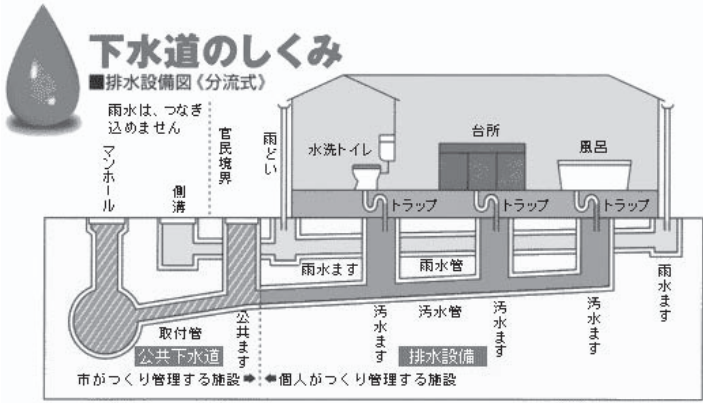 下水道のしくみ
■排水設備図《分流式》
雨水は、つなぎ
込めません
マンホール
側溝
官民境界
雨どい
水洗トイレ
台所
風呂
トラップ
トラップ
トラップ
雨水ます
雨水管
雨水ます
取付管
公共ます
汚水ます
汚水管
汚水ます
汚水ます
公共下水道
排水設備
市がつくり管理する施設➡
⬅個人がつくり管理する施設